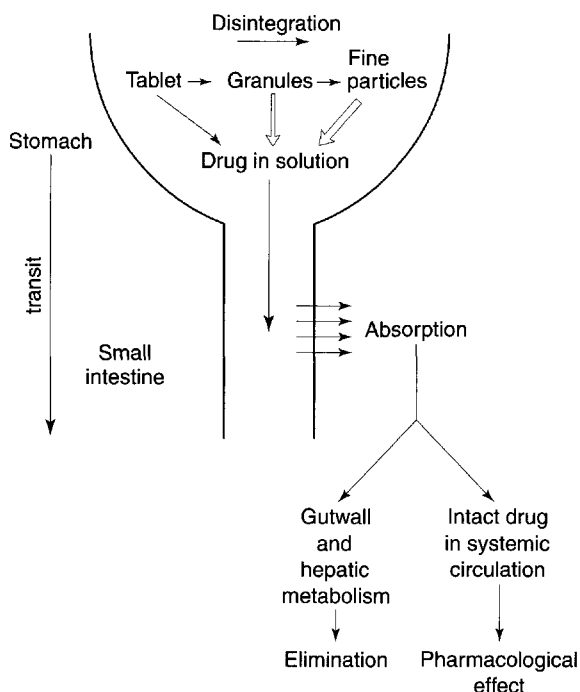 Disintegration
Tablet
Granules
Fine
particles
Stomach
Drug in solution
transit
Absorption
Small
intestine
Gutwall
and
hepatic
metabolism
Intact drug
in systemic
circulation
Elimination
Pharmacological
effect